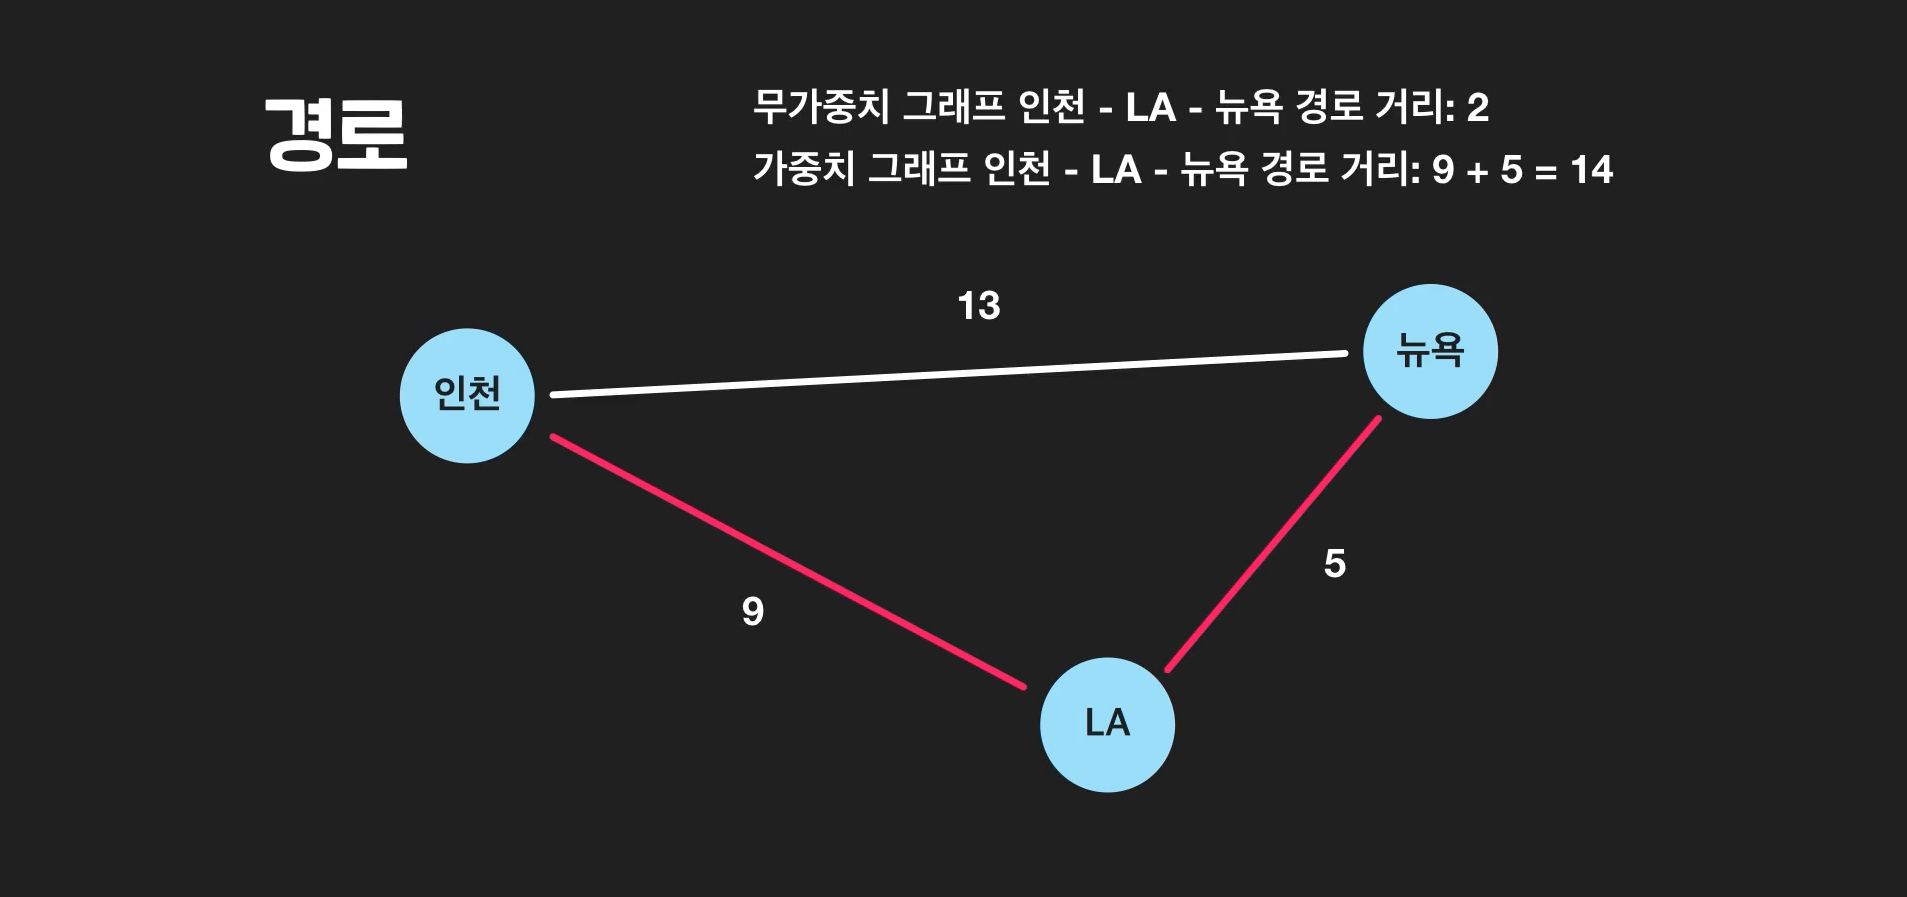 경로
무가중치 그래프 인천 - LA - 뉴욕 경로 거리: 2
가중치 그래프 인천 - LA - 뉴욕 경로 거리: 9 + 5 = 14
13
뉴욕
인천
5
9
LA